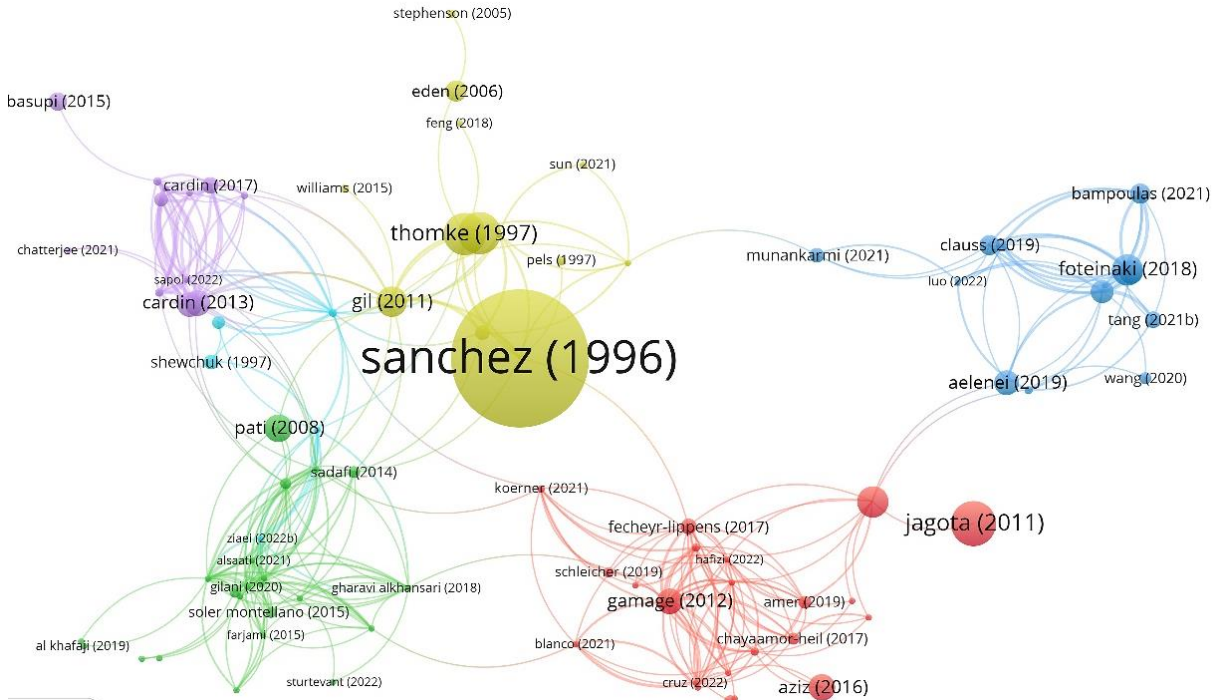 stephenson (2005)
eden (2006)
basupi (2015)
feng (2018)
sun (2021)
cardin (2017)
williams (2015)
bampoulas (2021)
thomke (1997)
clauss (2019)
chatterjee (2021)
munankarmi (2021)
pels (1997)
foteinaki (2018)
sapol (2022)
luo (2022)
cardin (2013)
gil (2011)
tang (2021b)
sanchez (1996)
shewchuk (1997)
aelenei (2019)
wang (2020)
pati (2008)
sadafi (2014)
koerner (2021)
jagota (2011)
fecheyr-lippens (2017)
ziaei (2022b)
alsaati (2021)
hafizi (2022)
schleicher (2019)
gilani (2020)
gharavi alkhansari (2018)
gamage (2012)
amer (2019)
soler montellano (2015)
farjami (2015)
chayaamor-heil (2017)
al khafaji (2019)
blanco (2021)
sturtevant (2022)
cruz (2022)
aziz (2016)